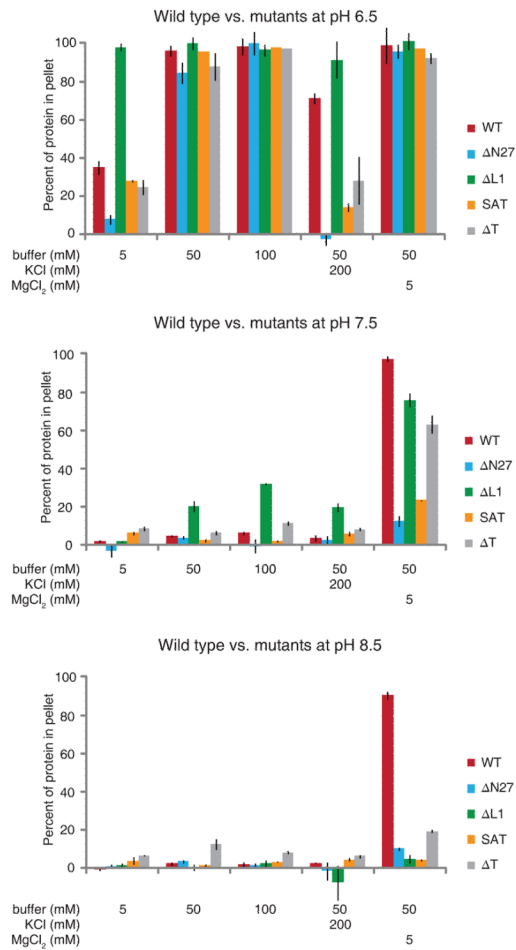 Wild type vs. mutants at pH 6.5
Percent of protein in pellet
100
80
60
40
20
0
WT
ΔN27
ΔL1
SAT
ΔT
buffer (mM) 5 50 100 50 50
KCl (mM) 200
MgCl₂ (mM) 5
Wild type vs. mutants at pH 7.5
Percent of protein in pellet
100
80
60
40
20
0
WT
ΔN27
ΔL1
SAT
ΔT
buffer (mM) 5 50 100 50 50
KCl (mM) 200
MgCl₂ (mM) 5
Wild type vs. mutants at pH 8.5
Percent of protein in pellet
100
80
60
40
20
0
WT
ΔN27
ΔL1
SAT
ΔT
buffer (mM) 5 50 100 50 50
KCl (mM) 200
MgCl₂ (mM) 5